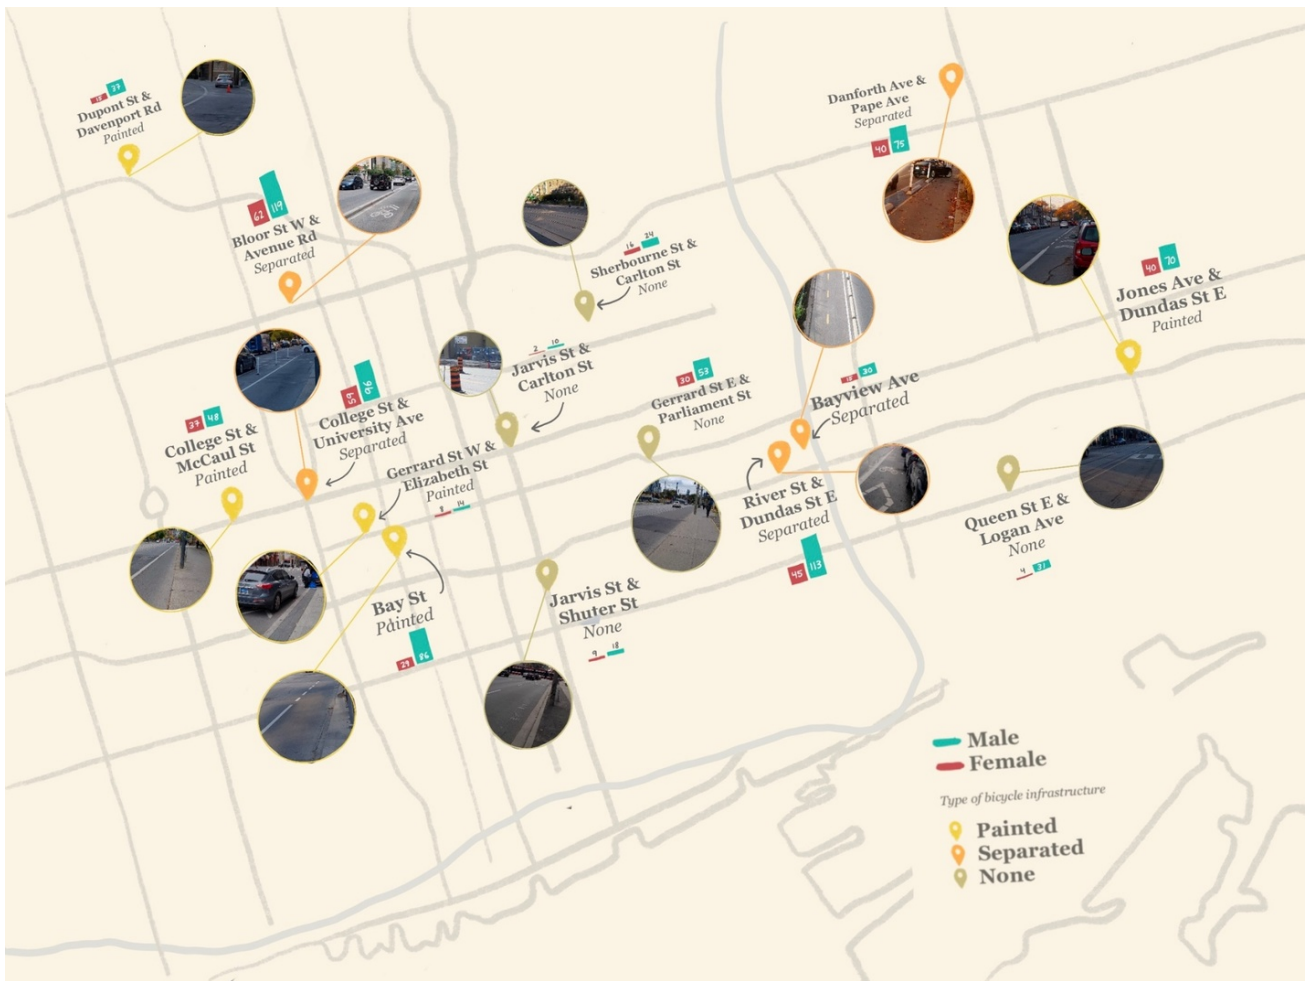 37
Dupont St &
Davenport Rd
Painted
62
119
Bloor St W &
Avenue Rd
Separated
Danforth Ave &
Pape Ave
Separated
40
75
16
24
Sherbourne St &
Carlton St
None
40
70
Jones Ave &
Dundas St E
Painted
2
10
Jarvis St &
Carlton St
None
65
96
College St &
University Ave
Separated
37
48
College St &
McCaul St
Painted
30
53
Gerrard St E &
Parliament St
None
30
Bayview Ave
Separated
Gerrard St W &
Elizabeth St
Painted
8
14
River St &
Dundas St E
Separated
45
113
Queen St E &
Logan Ave
None
4
31
Bay St
Painted
29
86
Jarvis St &
Shuter St
None
9
18
Male
Female
Type of bicycle infrastructure
Painted
Separated
None